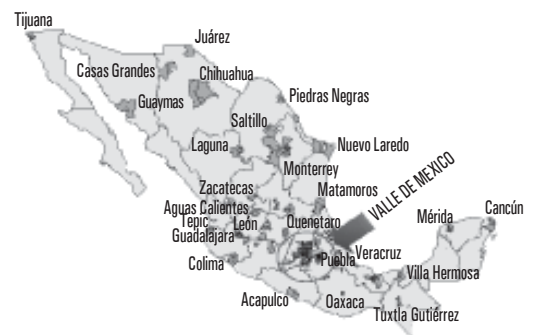 Tijuana
Juárez
Casas Grandes
Chihuahua
Guaymas
Piedras Negras
Saltillo
Laguna
Nuevo Laredo
Monterrey
VALLE DE MEXICO
Zacatecas
Matamoros
Aguas Calientes
Tepic
León
Quenetaro
Mérida
Cancún
Guadalajara
Puebla
Veracruz
Colima
Villa Hermosa
Acapulco
Oaxaca
Tuxtla Gutiérrez